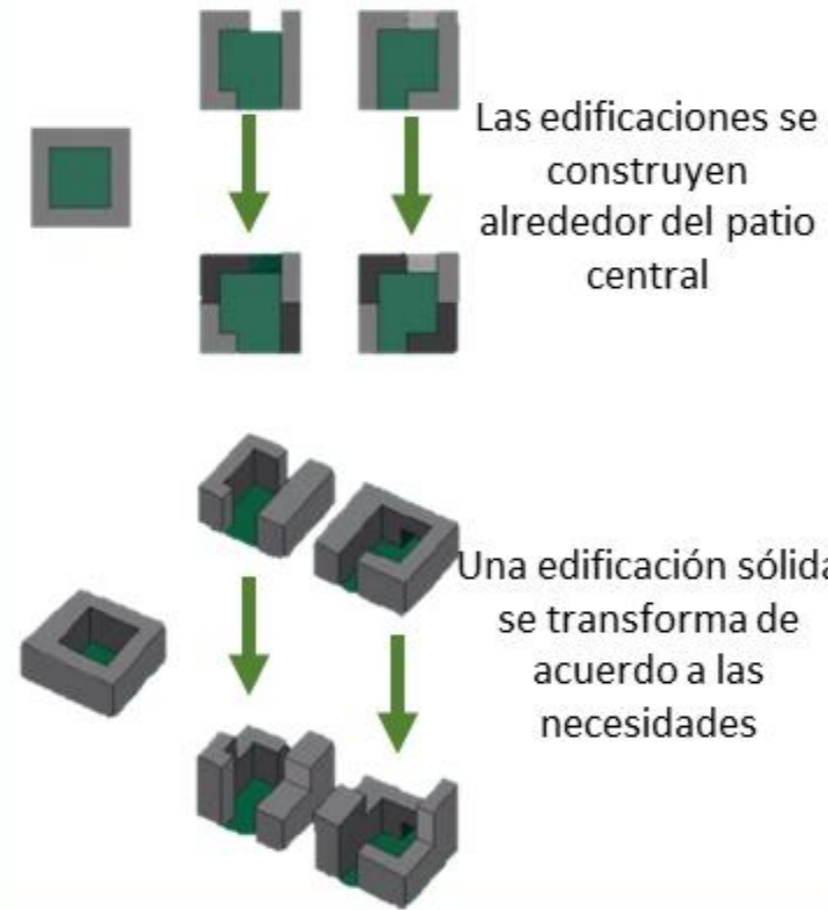 Las edificaciones se
construyen
alrededor del patio
central
Una edificación sólida
se transforma de
acuerdo a las
necesidades